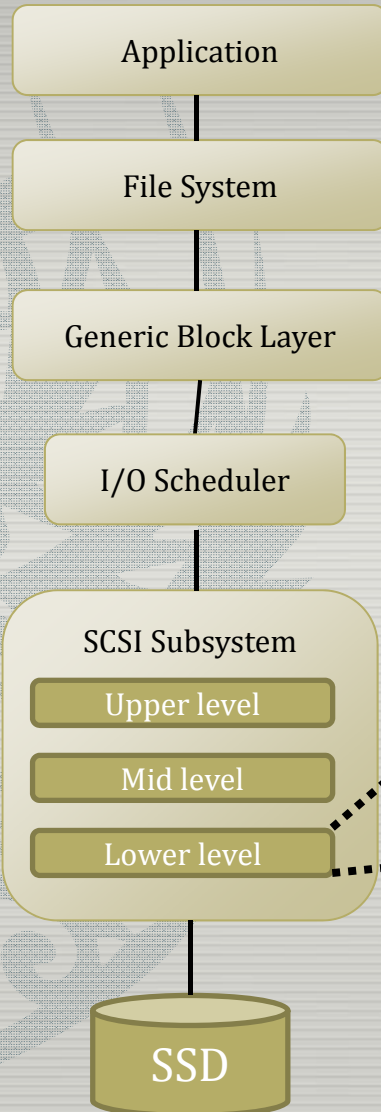 Application
File System
Generic Block Layer
I/O Scheduler
SCSI Subsystem
Upper level
Mid level
Lower level
SSD